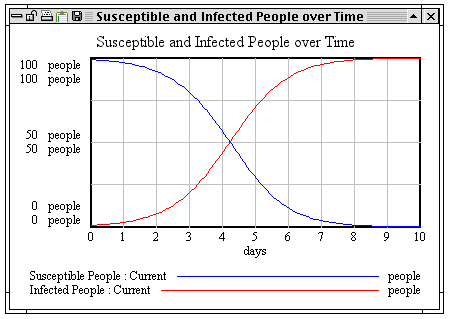 Susceptible and Infected People over Time
Susceptible and Infected People over Time
100 people
100 people
50 people
50 people
0 people
0 people
0 1 2 3 4 5 6 7 8 9 10
days
Susceptible People : Current people
Infected People : Current people